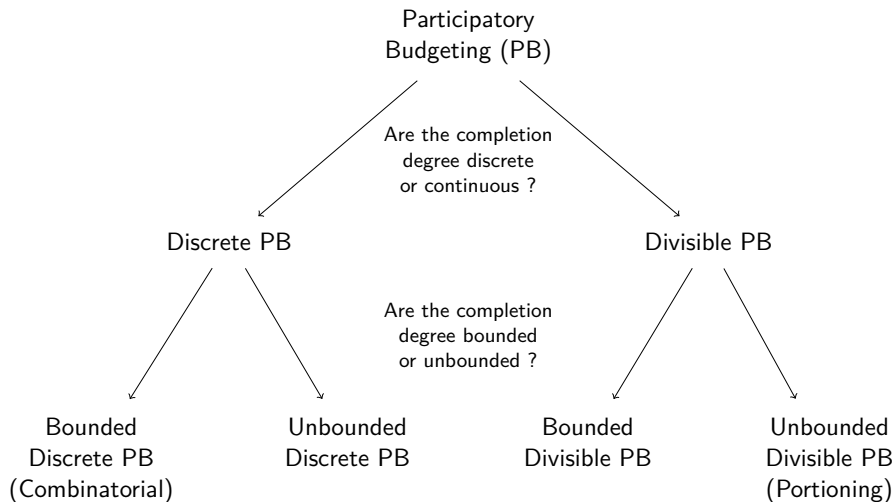 Participatory
Budgeting (PB)
Are the completion
degree discrete
or continuous ?
Discrete PB
Divisible PB
Are the completion
degree bounded
or unbounded ?
Bounded
Discrete PB
(Combinatorial)
Unbounded
Discrete PB
Bounded
Divisible PB
Unbounded
Divisible PB
(Portioning)